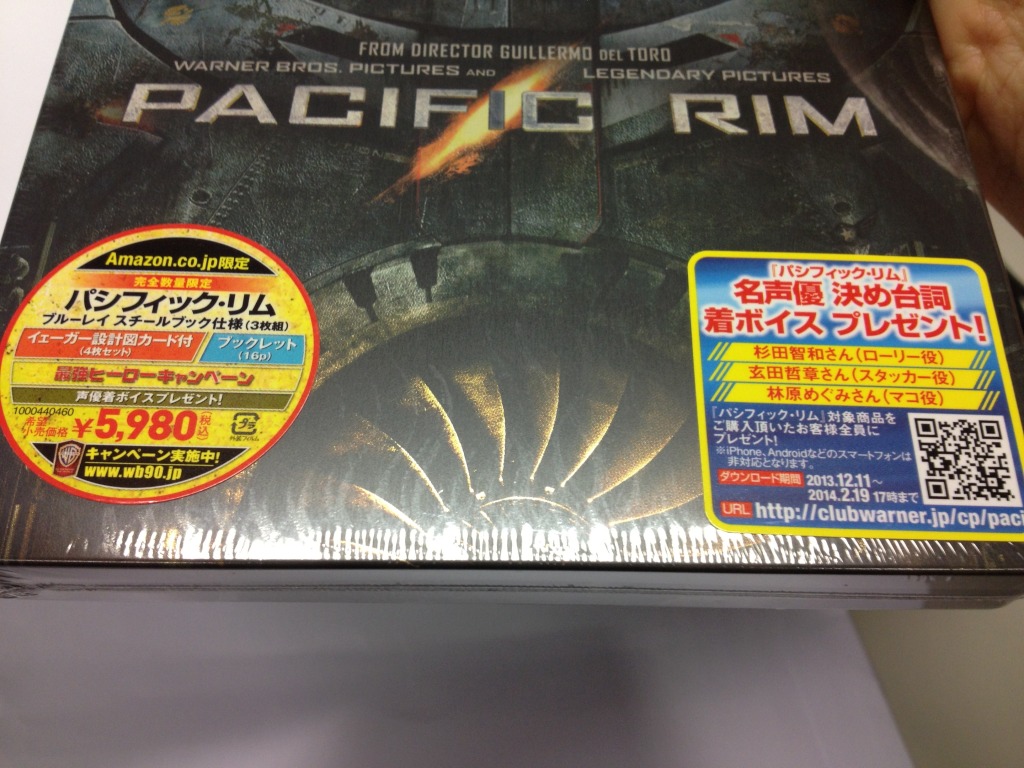 FROM DIRECTOR GUILLERMO DEL TORO
WARNER BROS. PICTURES AND LEGENDARY PICTURES
PACIFIC RIM
Amazon.co.jp限定
完全数量限定
パシフィック・リム
ブルーレイ スチールブック仕様(3枚組)
イェーガー設計図カード付
(4枚セット)
ブックレット
(16p)
最強ヒーローキャンペーン
声優着ボイスプレゼント!
1000440460
希望小売価格 ¥5,980税込
プラ
外装フィルム
WB
キャンペーン実施中!
www.wb90.jp
『パシフィック・リム』
名声優 決め台詞
着ボイス プレゼント!
杉田智和さん(ローリー役)
玄田哲章さん(スタッカー役)
林原めぐみさん(マコ役)
『パシフィック・リム』対象商品を
ご購入頂いたお客様全員に
プレゼント!
※iPhone、Androidなどのスマートフォンは
非対応となります。
ダウンロード期間 2013.12.11～
2014.2.19 17時まで
URL http://clubwarner.jp/cp/paci